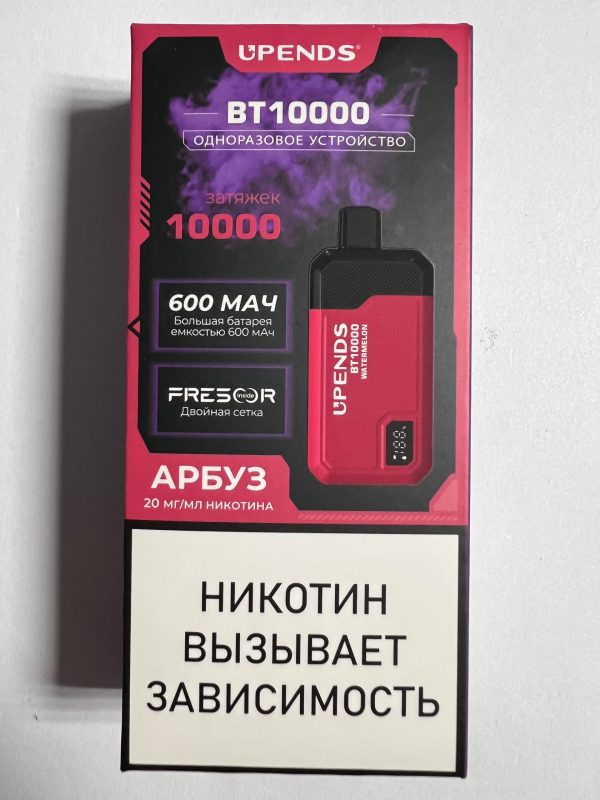 UPENDS®
BT10000
ОДНОРАЗОВОЕ УСТРОЙСТВО
затяжек
10000
600 МАЧ
Большая батарея
емкостью 600 мАч
FRESOR
inside
Двойная сетка
UPENDS
BT10000
WATERMELON
100%
АРБУЗ
20 МГ/МЛ НИКОТИНА
НИКОТИН
ВЫЗЫВАЕТ
ЗАВИСИМОСТЬ